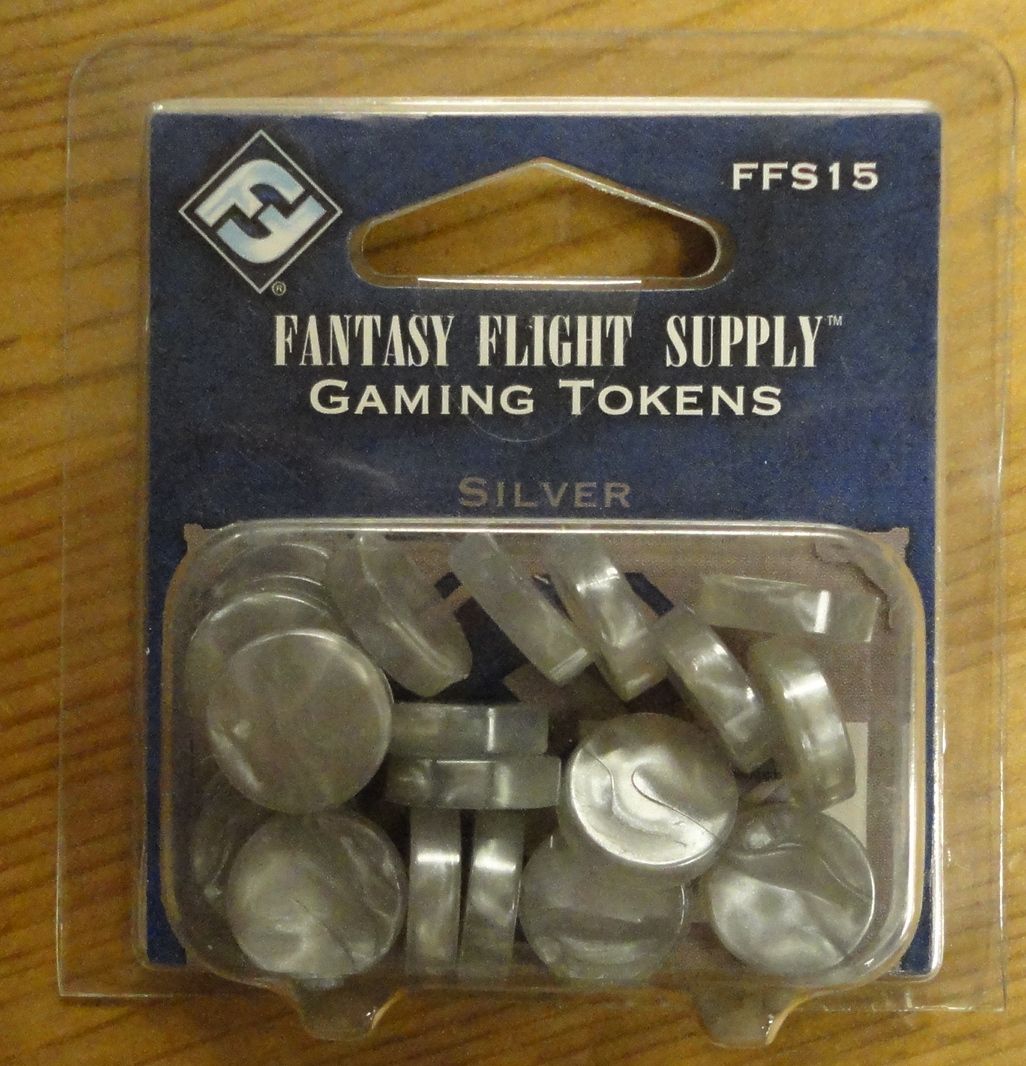 FFS15
®
FANTASY FLIGHT SUPPLY™
GAMING TOKENS
SILVER